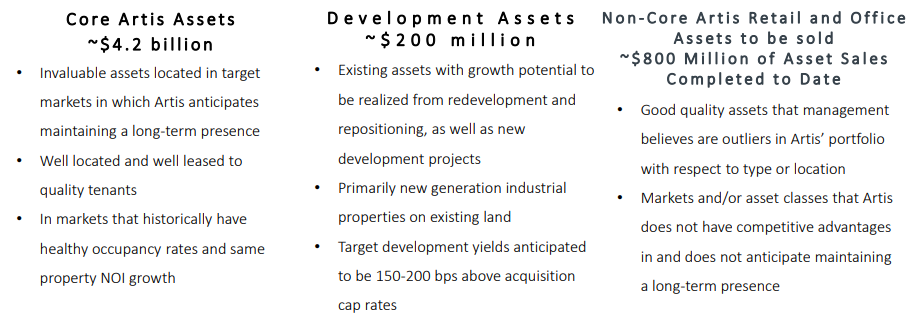 Core Artis Assets
~$4.2 billion
• Invaluable assets located in target
markets in which Artis anticipates
maintaining a long-term presence
• Well located and well leased to
quality tenants
• In markets that historically have
healthy occupancy rates and same
property NOI growth
Development Assets
~$200 million
• Existing assets with growth potential to
be realized from redevelopment and
repositioning, as well as new
development projects
• Primarily new generation industrial
properties on existing land
• Target development yields anticipated
to be 150-200 bps above acquisition
cap rates
Non-Core Artis Retail and Office
Assets to be sold
~$800 Million of Asset Sales
Completed to Date
• Good quality assets that management
believes are outliers in Artis’ portfolio
with respect to type or location
• Markets and/or asset classes that Artis
does not have competitive advantages
in and does not anticipate maintaining
a long-term presence